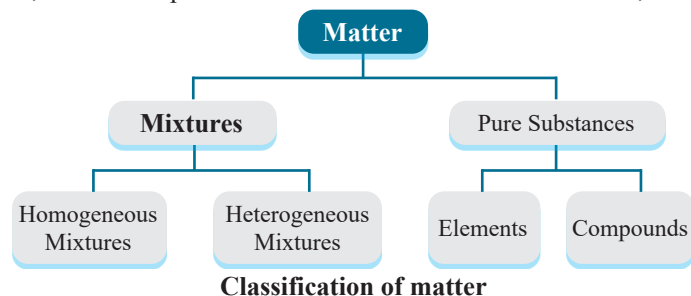 Matter
Mixtures
Pure Substances
Homogeneous
Mixtures
Heterogeneous
Mixtures
Elements
Compounds
Classification of matter